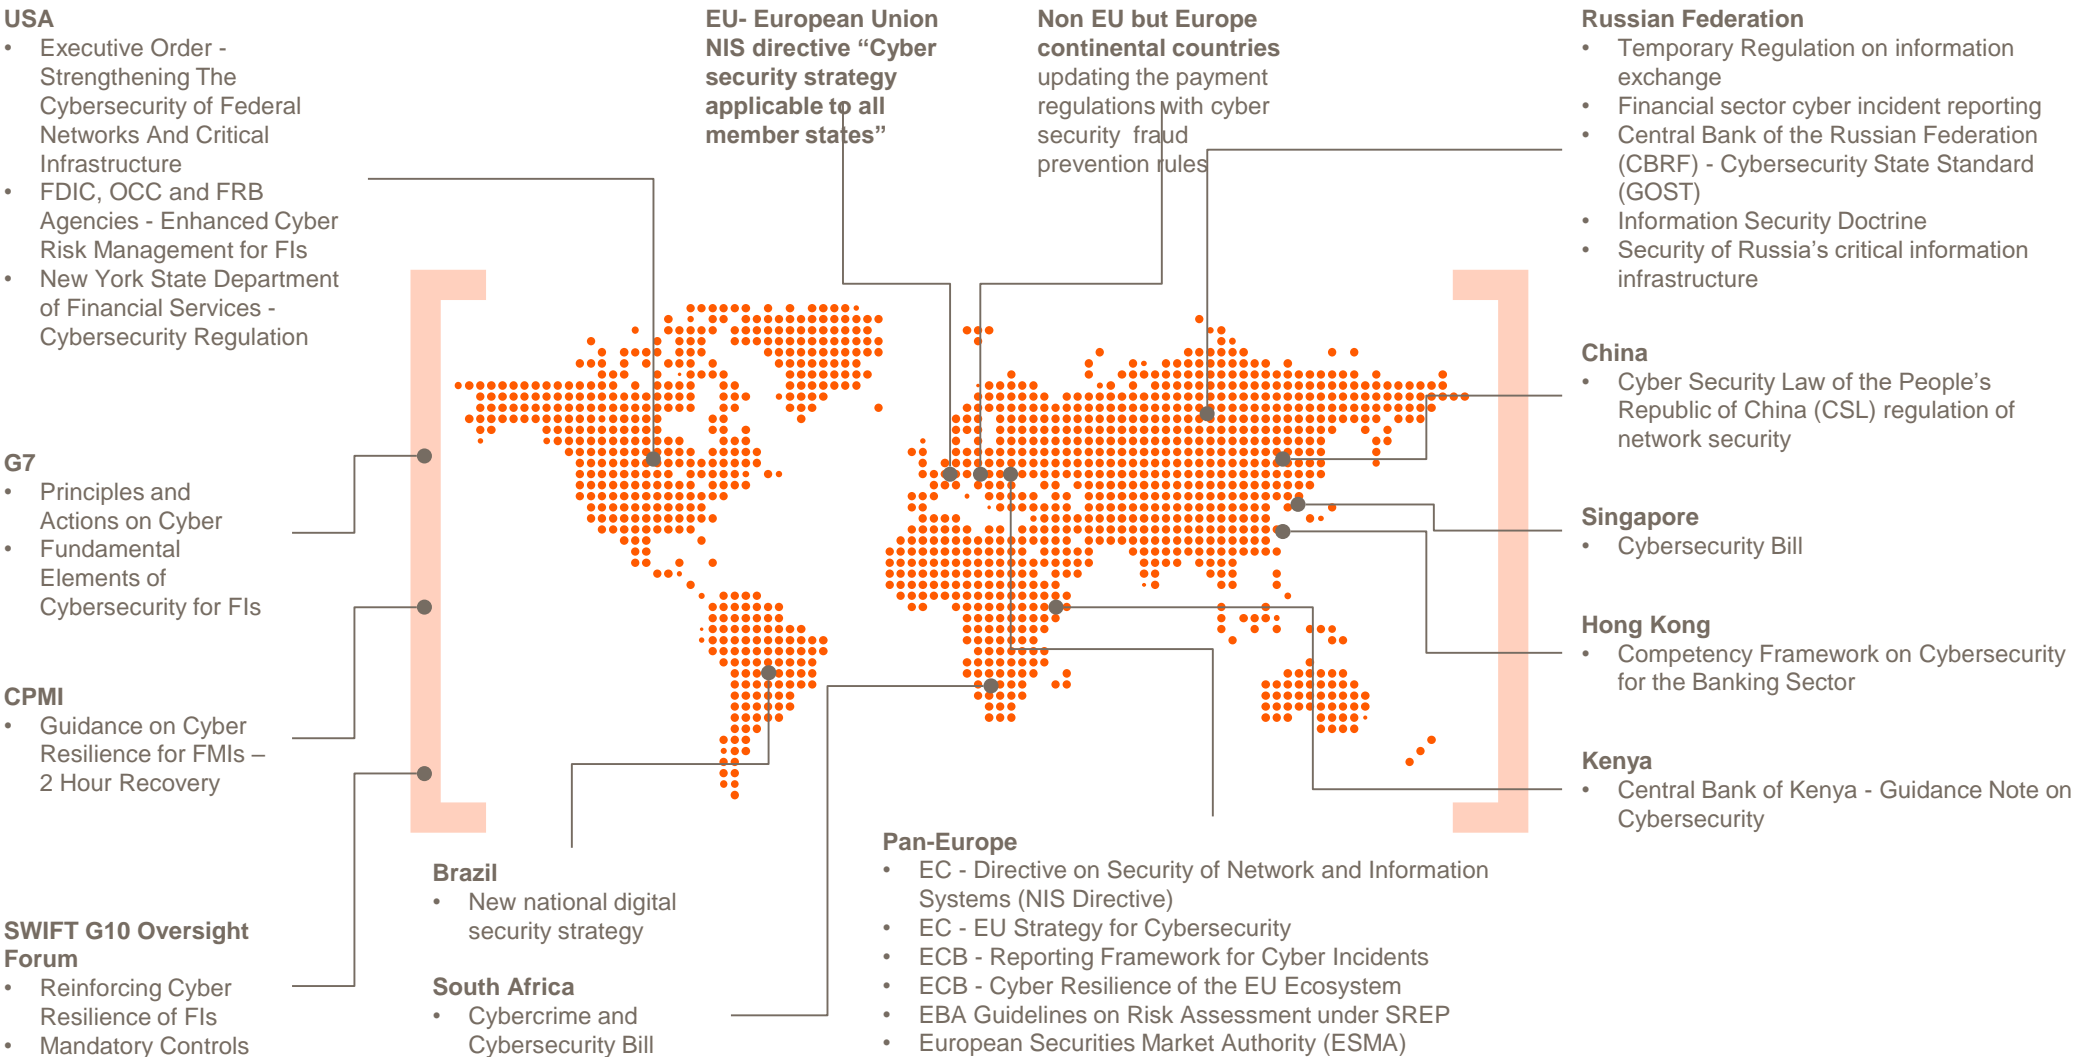 USA
• Executive Order -
Strengthening The
Cybersecurity of Federal
Networks And Critical
Infrastructure
• FDIC, OCC and FRB
Agencies - Enhanced Cyber
Risk Management for FIs
• New York State Department
of Financial Services -
Cybersecurity Regulation
EU- European Union
NIS directive “Cyber
security strategy
applicable to all
member states”
Non EU but Europe
continental countries
updating the payment
regulations with cyber
security fraud
prevention rules
Russian Federation
• Temporary Regulation on information
exchange
• Financial sector cyber incident reporting
• Central Bank of the Russian Federation
(CBRF) - Cybersecurity State Standard
(GOST)
• Information Security Doctrine
• Security of Russia’s critical information
infrastructure
China
• Cyber Security Law of the People’s
Republic of China (CSL) regulation of
network security
G7
• Principles and
Actions on Cyber
• Fundamental
Elements of
Cybersecurity for FIs
Singapore
• Cybersecurity Bill
Hong Kong
• Competency Framework on Cybersecurity
for the Banking Sector
CPMI
• Guidance on Cyber
Resilience for FMIs –
2 Hour Recovery
Kenya
• Central Bank of Kenya - Guidance Note on
Cybersecurity
SWIFT G10 Oversight
Forum
• Reinforcing Cyber
Resilience of FIs
• Mandatory Controls
Brazil
• New national digital
security strategy
South Africa
• Cybercrime and
Cybersecurity Bill
Pan-Europe
• EC - Directive on Security of Network and Information
Systems (NIS Directive)
• EC - EU Strategy for Cybersecurity
• ECB - Reporting Framework for Cyber Incidents
• ECB - Cyber Resilience of the EU Ecosystem
• EBA Guidelines on Risk Assessment under SREP
• European Securities Market Authority (ESMA)